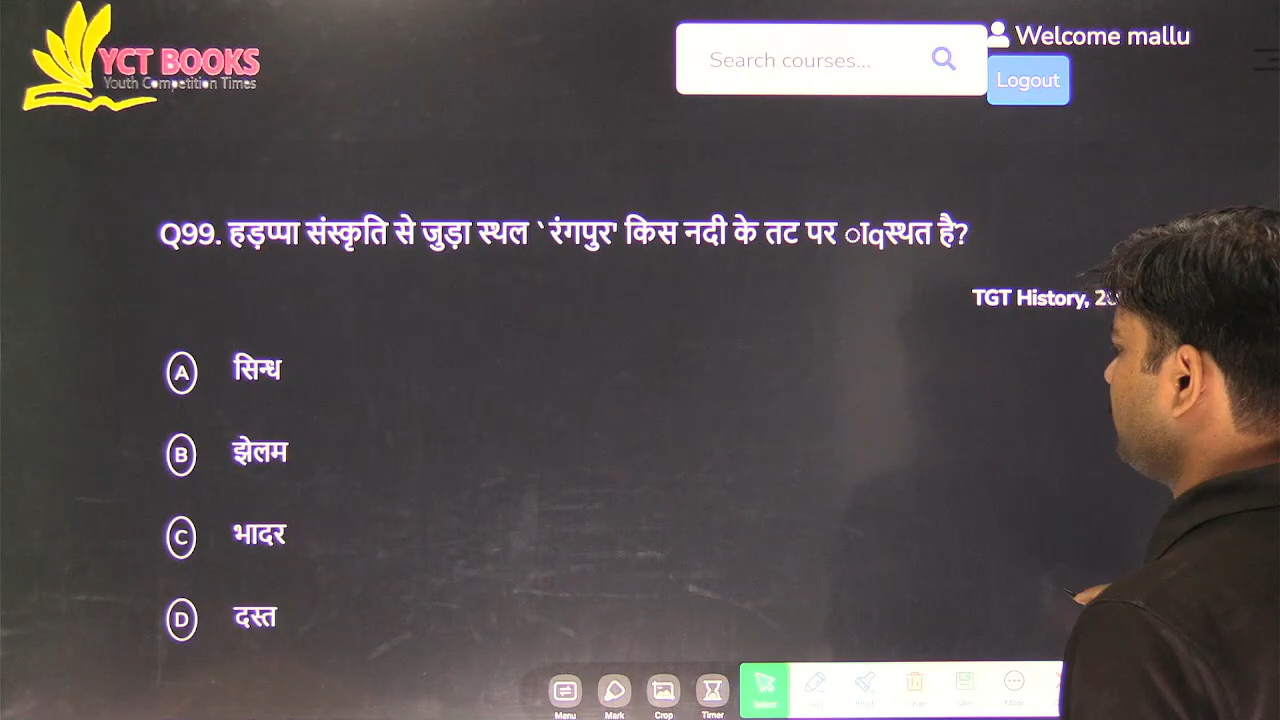 YCT BOOKS
Youth Competition Times
Search courses...
Welcome mallu
Logout
Q99. हड़प्पा संस्कृति से जुड़ा स्थल `रंगपुर' किस नदी के तट पर ाqस्थत है?
TGT History,
A सिन्ध
B झेलम
C भादर
D दस्त
Menu Mark Crop Timer Select